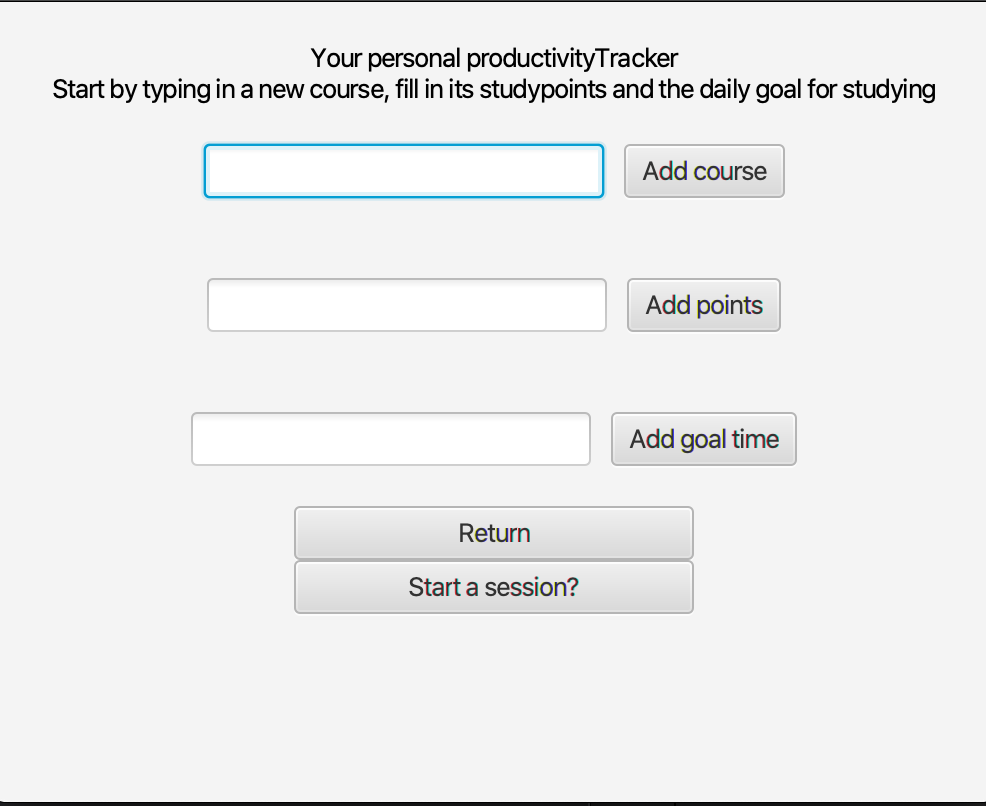 Your personal productivityTracker
Start by typing in a new course, fill in its studypoints and the daily goal for studying
Add course
Add points
Add goal time
Return
Start a session?